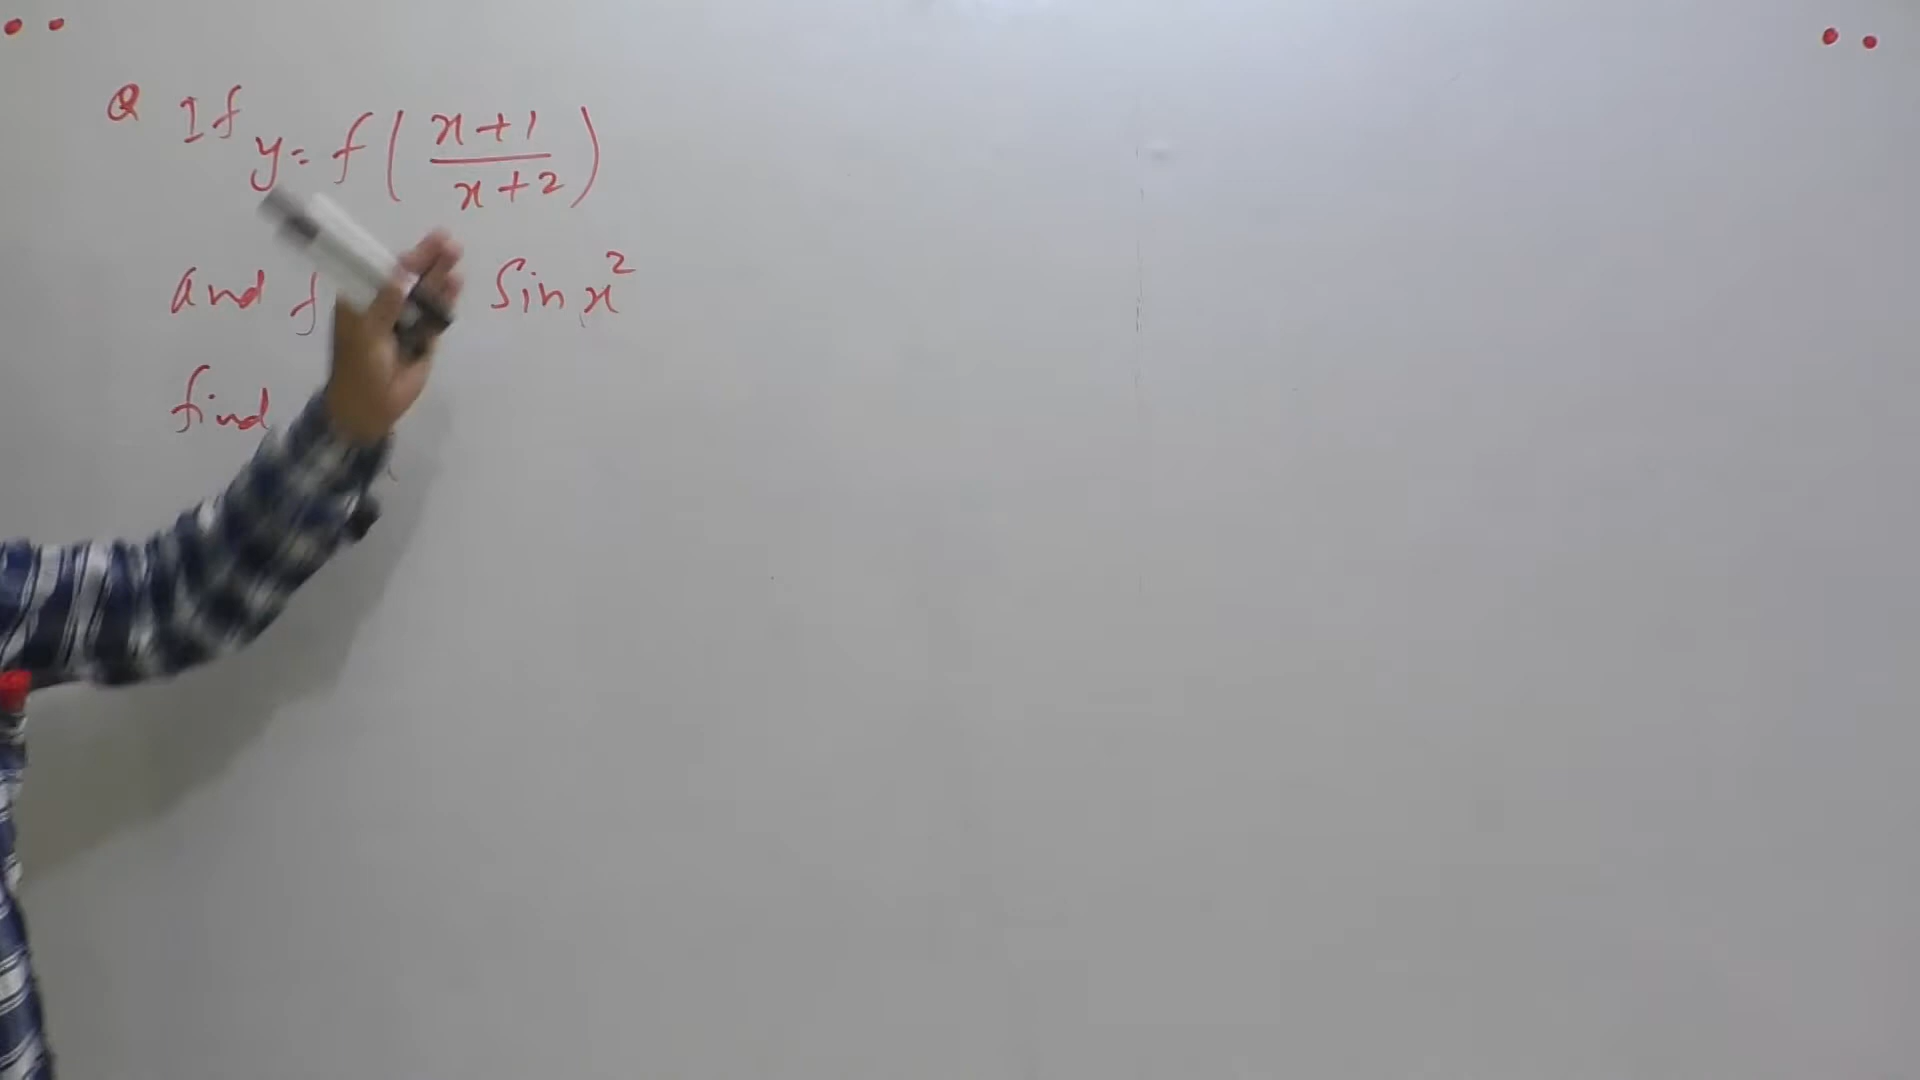 Q If y = f ( x+1 / x+2 )
and f Sin x²
find